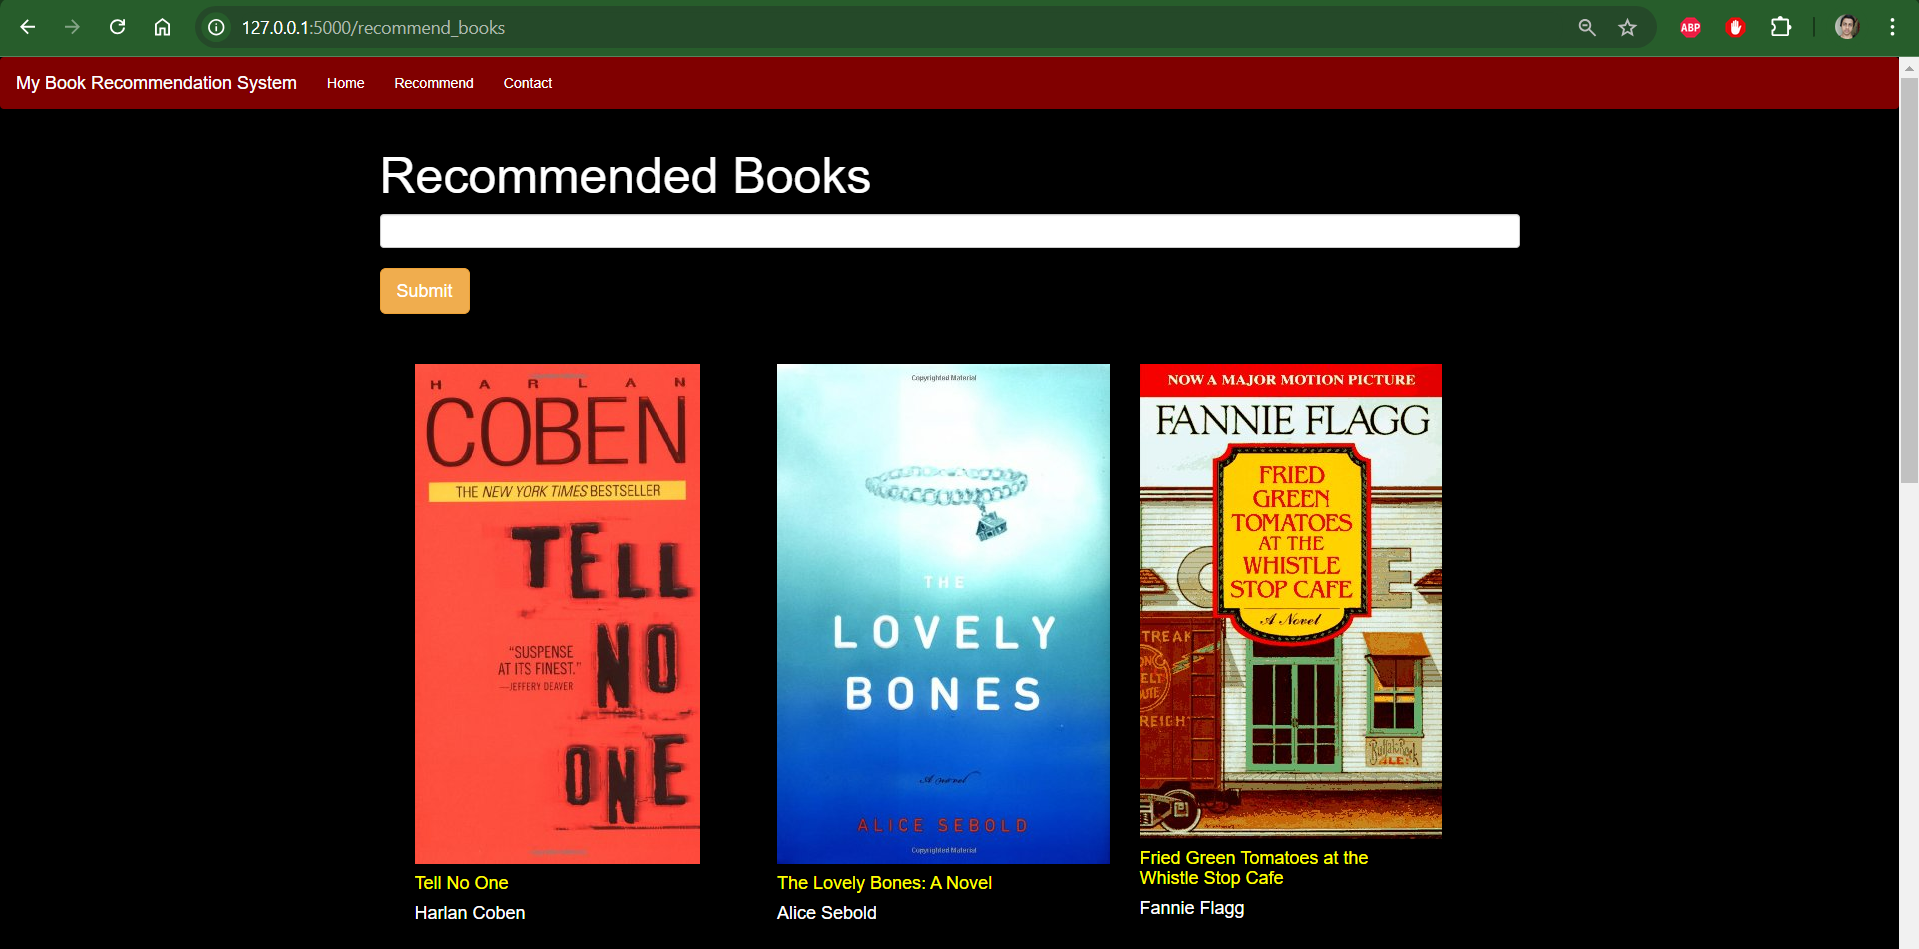 127.0.0.1:5000/recommend_books
ABP
My Book Recommendation System Home Recommend Contact
Recommended Books
Submit
HARLAN
COBEN
THE NEW YORK TIMES BESTSELLER
TELL
NO
ONE
"SUSPENSE
AT ITS FINEST."
—JEFFERY DEAVER
Tell No One
Harlan Coben
Copyrighted Material
THE
LOVELY
BONES
A novel
ALICE SEBOLD
Copyrighted Material
The Lovely Bones: A Novel
Alice Sebold
NOW A MAJOR MOTION PICTURE
FANNIE FLAGG
FRIED
GREEN
TOMATOES
AT THE
WHISTLE
STOP CAFE
A Novel
Fried Green Tomatoes at the
Whistle Stop Cafe
Fannie Flagg